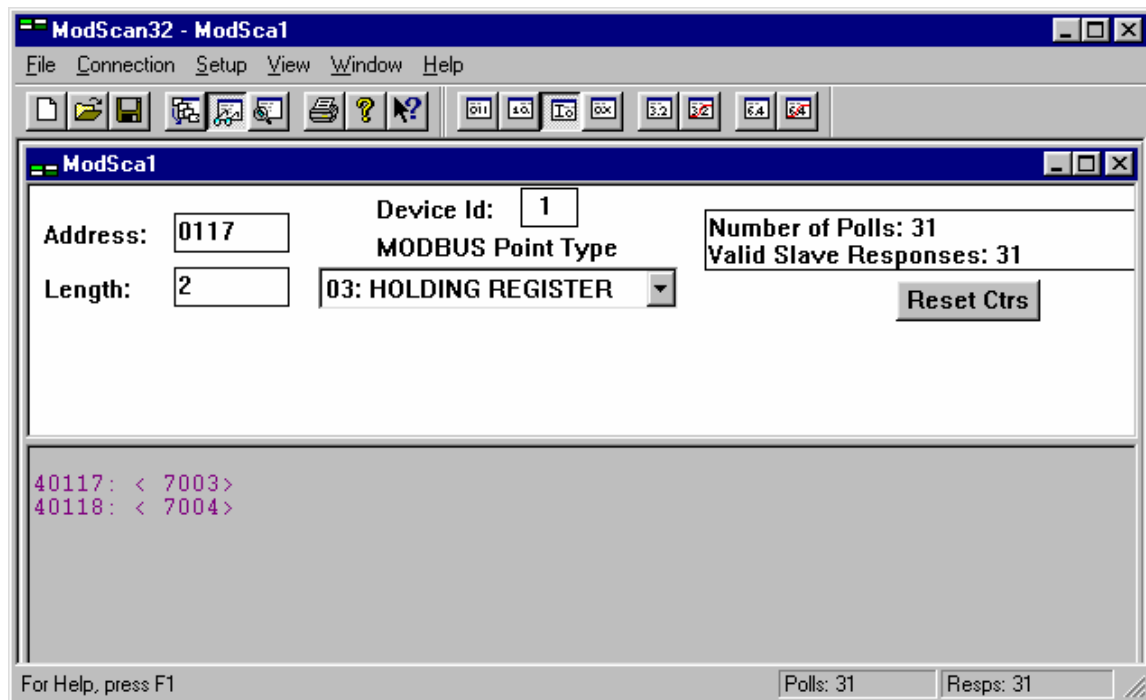 ModScan32 - ModSca1
File Connection Setup View Window Help
ModSca1
Address: 0117
Device Id: 1
MODBUS Point Type
Length: 2
03: HOLDING REGISTER
Number of Polls: 31
Valid Slave Responses: 31
Reset Ctrs
40117: < 7003>
40118: < 7004>
For Help, press F1
Polls: 31
Resps: 31